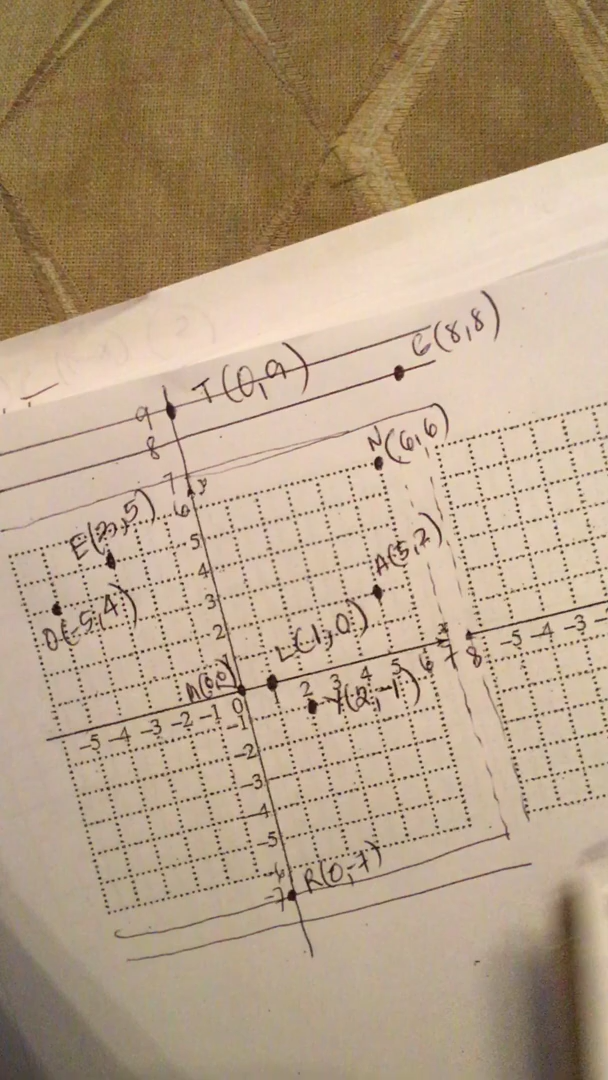 9 T(0,9)
G(8,8)
8
7
N(6,6)
y
6
E( ,5)
5
4
A(5,2)
O(-5,4)
3
2
L(1,0)
A(0,0)
x
-5 -4 -3 -2 -1 0 2 3 4 5 6 7 8
-5 -4 -3
Y(2,-1)
-1
-2
-3
-4
-5
-6
-7 R(0,-7)